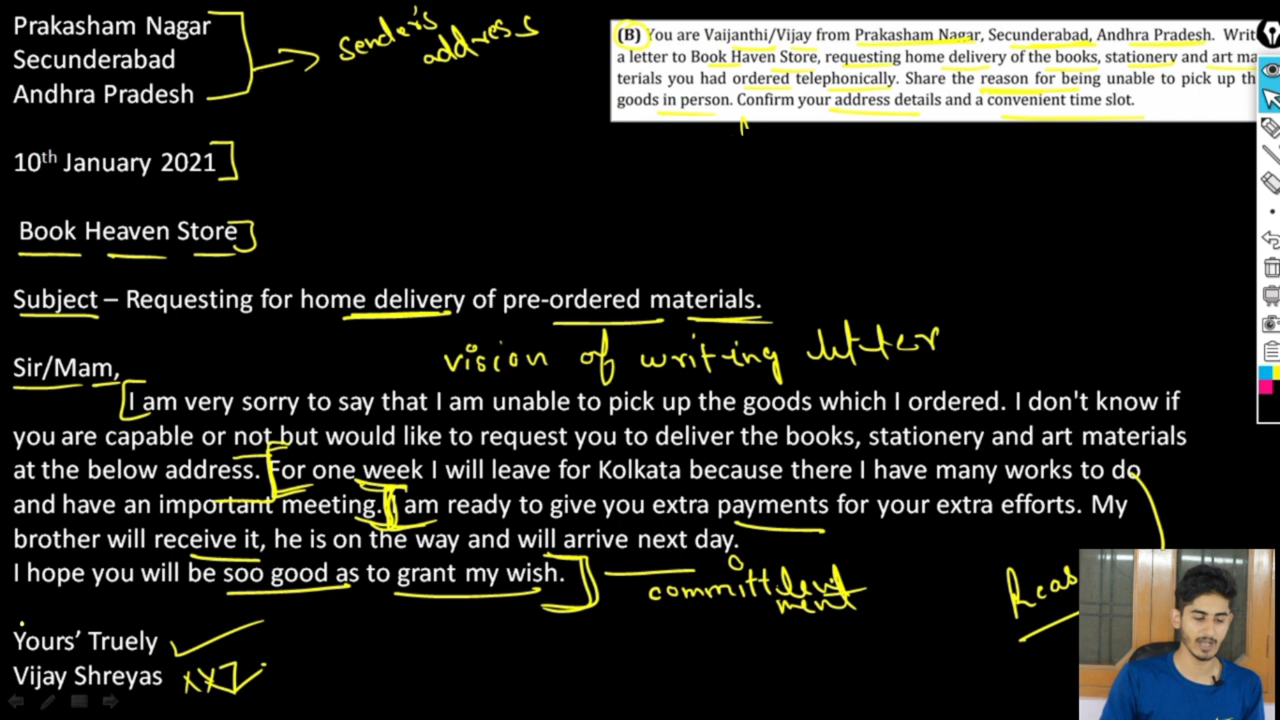 Prakasham Nagar
Secunderabad
Andhra Pradesh
sender's
address
(B) You are Vaijanthi/Vijay from Prakasham Nagar, Secunderabad, Andhra Pradesh. Writ
a letter to Book Haven Store, requesting home delivery of the books, stationery and art ma
terials you had ordered telephonically. Share the reason for being unable to pick up th
goods in person. Confirm your address details and a convenient time slot.
10th January 2021
Book Heaven Store
Subject – Requesting for home delivery of pre-ordered materials.
vision of writing letter
Sir/Mam,
I am very sorry to say that I am unable to pick up the goods which I ordered. I don't know if
you are capable or not but would like to request you to deliver the books, stationery and art materials
at the below address. For one week I will leave for Kolkata because there I have many works to do
and have an important meeting. I am ready to give you extra payments for your extra efforts. My
brother will receive it, he is on the way and will arrive next day.
I hope you will be soo good as to grant my wish.
Reas
Yours' Truely
Vijay Shreyas XYZ